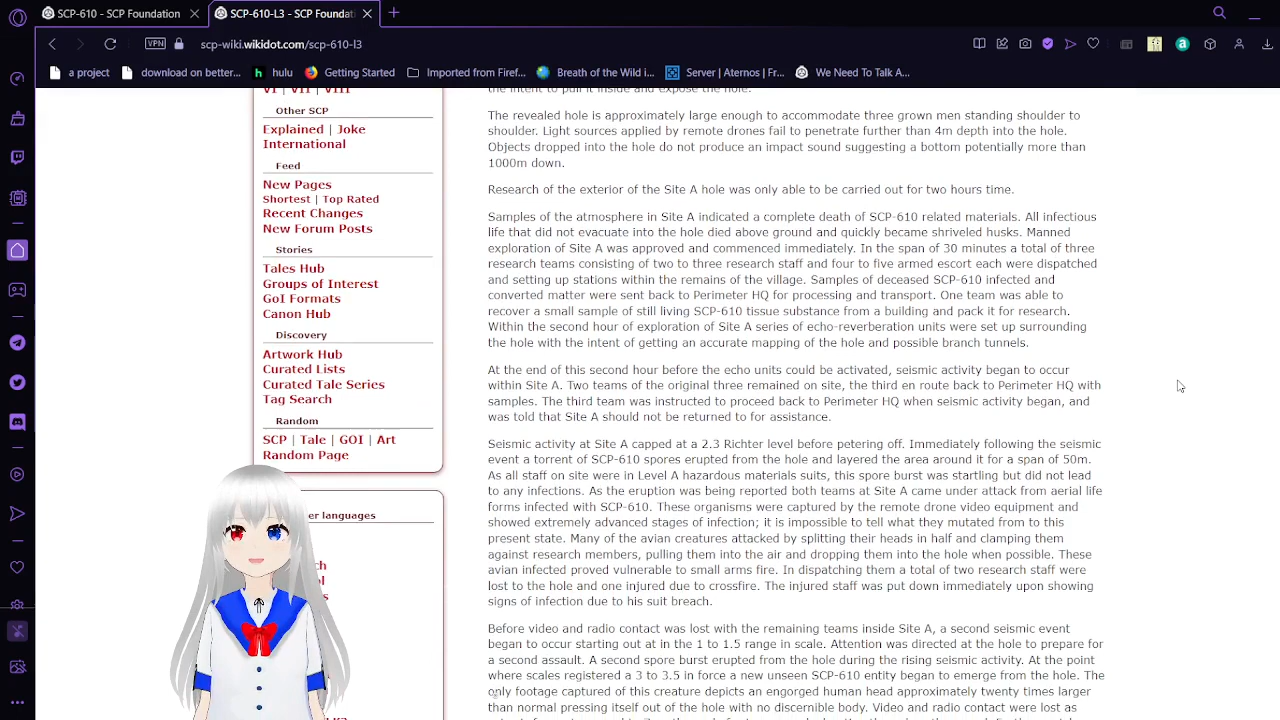 SCP-610 - SCP Foundation
SCP-610-L3 - SCP Foundati
VPN
scp-wiki.wikidot.com/scp-610-l3
a project
download on better...
hulu
Getting Started
Imported from Firef...
Breath of the Wild i...
Server | Aternos | Fr...
We Need To Talk A...
VI | VII | VIII
Other SCP
Explained | Joke
International
Feed
New Pages
Shortest | Top Rated
Recent Changes
New Forum Posts
Stories
Tales Hub
Groups of Interest
GoI Formats
Canon Hub
Discovery
Artwork Hub
Curated Lists
Curated Tale Series
Tag Search
Random
SCP | Tale | GOI | Art
Random Page
er languages
the intent to pull it inside and expose the hole.
The revealed hole is approximately large enough to accommodate three grown men standing shoulder to
shoulder. Light sources applied by remote drones fail to penetrate further than 4m depth into the hole.
Objects dropped into the hole do not produce an impact sound suggesting a bottom potentially more than
1000m down.
Research of the exterior of the Site A hole was only able to be carried out for two hours time.
Samples of the atmosphere in Site A indicated a complete death of SCP-610 related materials. All infectious
life that did not evacuate into the hole died above ground and quickly became shriveled husks. Manned
exploration of Site A was approved and commenced immediately. In the span of 30 minutes a total of three
research teams consisting of two to three research staff and four to five armed escort each were dispatched
and setting up stations within the remains of the village. Samples of deceased SCP-610 infected and
converted matter were sent back to Perimeter HQ for processing and transport. One team was able to
recover a small sample of still living SCP-610 tissue substance from a building and pack it for research.
Within the second hour of exploration of Site A series of echo-reverberation units were set up surrounding
the hole with the intent of getting an accurate mapping of the hole and possible branch tunnels.
At the end of this second hour before the echo units could be activated, seismic activity began to occur
within Site A. Two teams of the original three remained on site, the third en route back to Perimeter HQ with
samples. The third team was instructed to proceed back to Perimeter HQ when seismic activity began, and
was told that Site A should not be returned to for assistance.
Seismic activity at Site A capped at a 2.3 Richter level before petering off. Immediately following the seismic
event a torrent of SCP-610 spores erupted from the hole and layered the area around it for a span of 50m.
As all staff on site were in Level A hazardous materials suits, this spore burst was startling but did not lead
to any infections. As the eruption was being reported both teams at Site A came under attack from aerial life
forms infected with SCP-610. These organisms were captured by the remote drone video equipment and
showed extremely advanced stages of infection; it is impossible to tell what they mutated from to this
present state. Many of the avian creatures attacked by splitting their heads in half and clamping them
against research members, pulling them into the air and dropping them into the hole when possible. These
avian infected proved vulnerable to small arms fire. In dispatching them a total of two research staff were
lost to the hole and one injured due to crossfire. The injured staff was put down immediately upon showing
signs of infection due to his suit breach.
Before video and radio contact was lost with the remaining teams inside Site A, a second seismic event
began to occur starting out at in the 1 to 1.5 range in scale. Attention was directed at the hole to prepare for
a second assault. A second spore burst erupted from the hole during the rising seismic activity. At the point
where scales registered a 3 to 3.5 in force a new unseen SCP-610 entity began to emerge from the hole. The
only footage captured of this creature depicts an engorged human head approximately twenty times larger
than normal pressing itself out of the hole with no discernible body. Video and radio contact were lost as